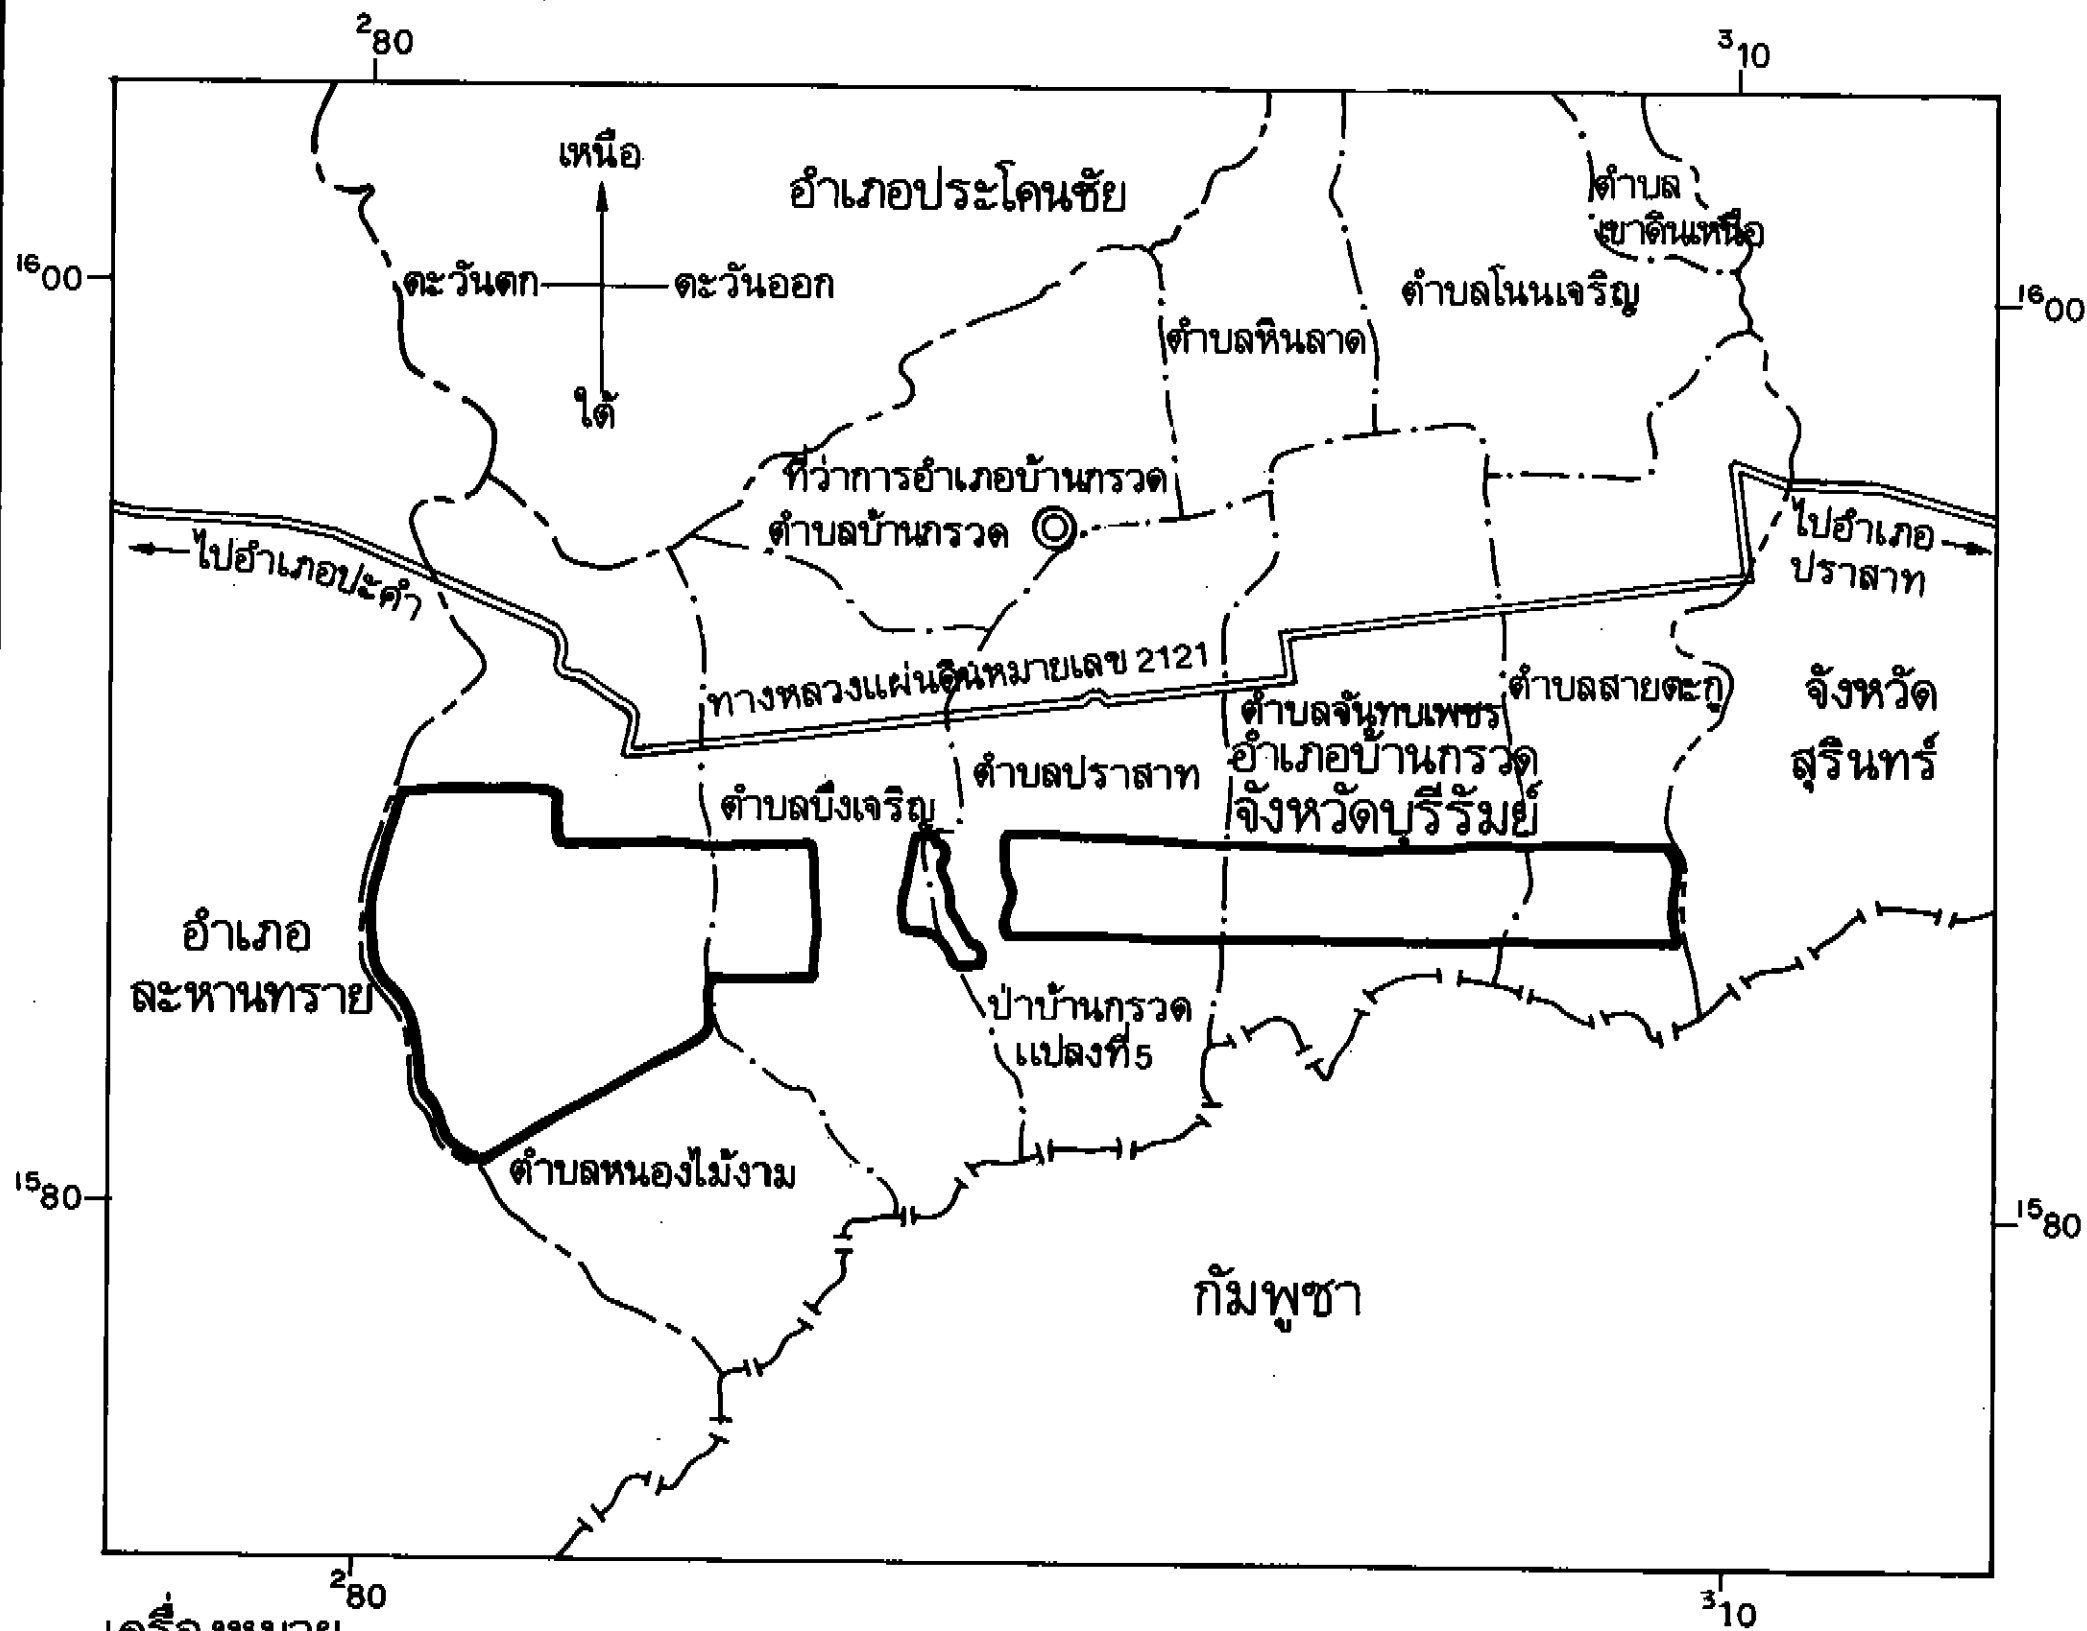 280
310
เหนือ
อำเภอประโคนชัย
ตำบล
เขาดินเหนือ
1600
ตะวันตก
ตะวันออก
ตำบลโนนเจริญ
1600
ตำบลหินลาด
ใต้
ที่ว่าการอำเภอบ้านกรวด
ตำบลบ้านกรวด
ไปอำเภอปะคำ
ไปอำเภอ
ปราสาท
ทางหลวงแผ่นดินหมายเลข 2121
ตำบลสายตะกู
จังหวัด
สุรินทร์
ตำบลจันทบเพชร
อำเภอบ้านกรวด
จังหวัดบุรีรัมย์
ตำบลปราสาท
ตำบลบึงเจริญ
อำเภอ
ละหานทราย
ป่าบ้านกรวด
แปลงที่5
ตำบลหนองไม้งาม
1580
1580
กัมพูชา
280
310
เครื่องหมาย